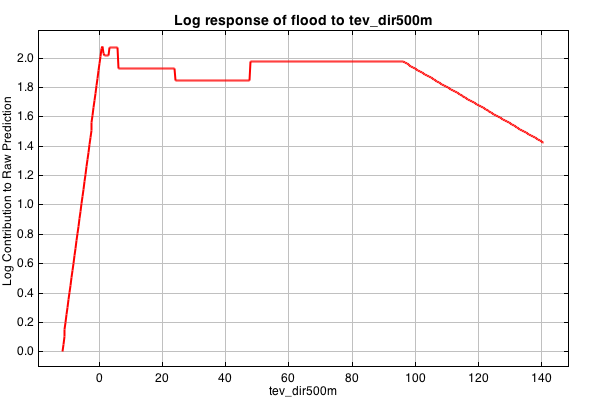 Log response of flood to tev_dir500m
Log Contribution to Raw Prediction
2.0
1.8
1.6
1.4
1.2
1.0
0.8
0.6
0.4
0.2
0.0
0 20 40 60 80 100 120 140
tev_dir500m